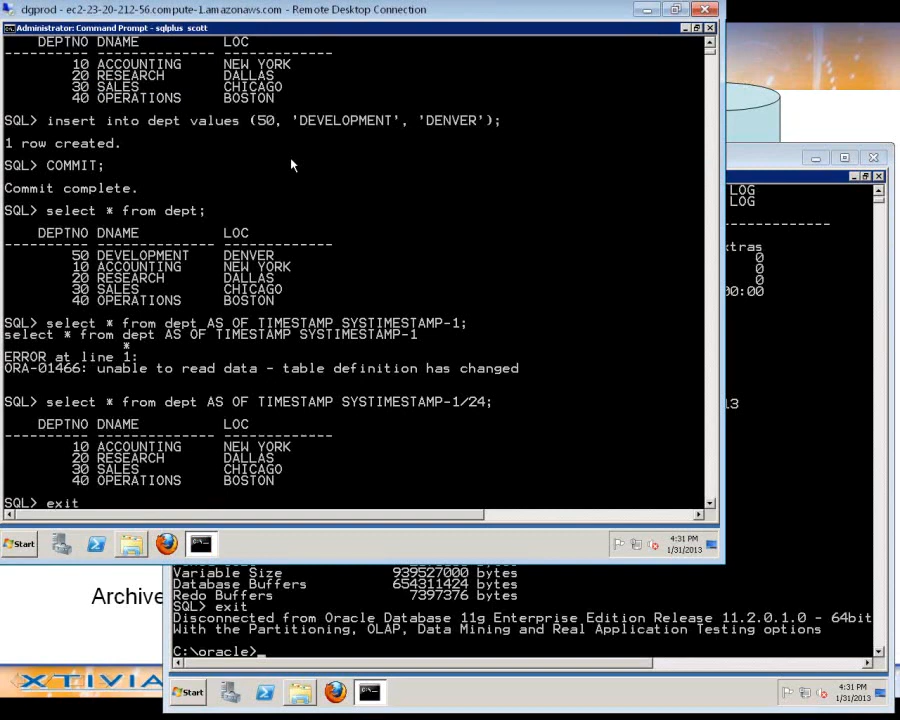 dgprod - ec2-23-20-212-56.compute-1.amazonaws.com - Remote Desktop Connection
Administrator: Command Prompt - sqlplus scott
DEPTNO DNAME LOC
---------- -------------- -------------
10 ACCOUNTING NEW YORK
20 RESEARCH DALLAS
30 SALES CHICAGO
40 OPERATIONS BOSTON
SQL> insert into dept values (50, 'DEVELOPMENT', 'DENVER');
1 row created.
SQL> COMMIT;
Commit complete.
SQL> select * from dept;
DEPTNO DNAME LOC
---------- -------------- -------------
50 DEVELOPMENT DENVER
10 ACCOUNTING NEW YORK
20 RESEARCH DALLAS
30 SALES CHICAGO
40 OPERATIONS BOSTON
SQL> select * from dept AS OF TIMESTAMP SYSTIMESTAMP-1;
select * from dept AS OF TIMESTAMP SYSTIMESTAMP-1
*
ERROR at line 1:
ORA-01466: unable to read data - table definition has changed
SQL> select * from dept AS OF TIMESTAMP SYSTIMESTAMP-1/24;
DEPTNO DNAME LOC
---------- -------------- -------------
10 ACCOUNTING NEW YORK
20 RESEARCH DALLAS
30 SALES CHICAGO
40 OPERATIONS BOSTON
SQL> exit
Start
4:31 PM
1/31/2013
LOG
LOG
-------------
xtras
0
0
0
00:00
13
Archive
Variable Size 939527000 bytes
Database Buffers 654311424 bytes
Redo Buffers 7397376 bytes
SQL> exit
Disconnected from Oracle Database 11g Enterprise Edition Release 11.2.0.1.0 - 64bit
With the Partitioning, OLAP, Data Mining and Real Application Testing options
C:\oracle>_
XTIVIA
Start
4:31 PM
1/31/2013